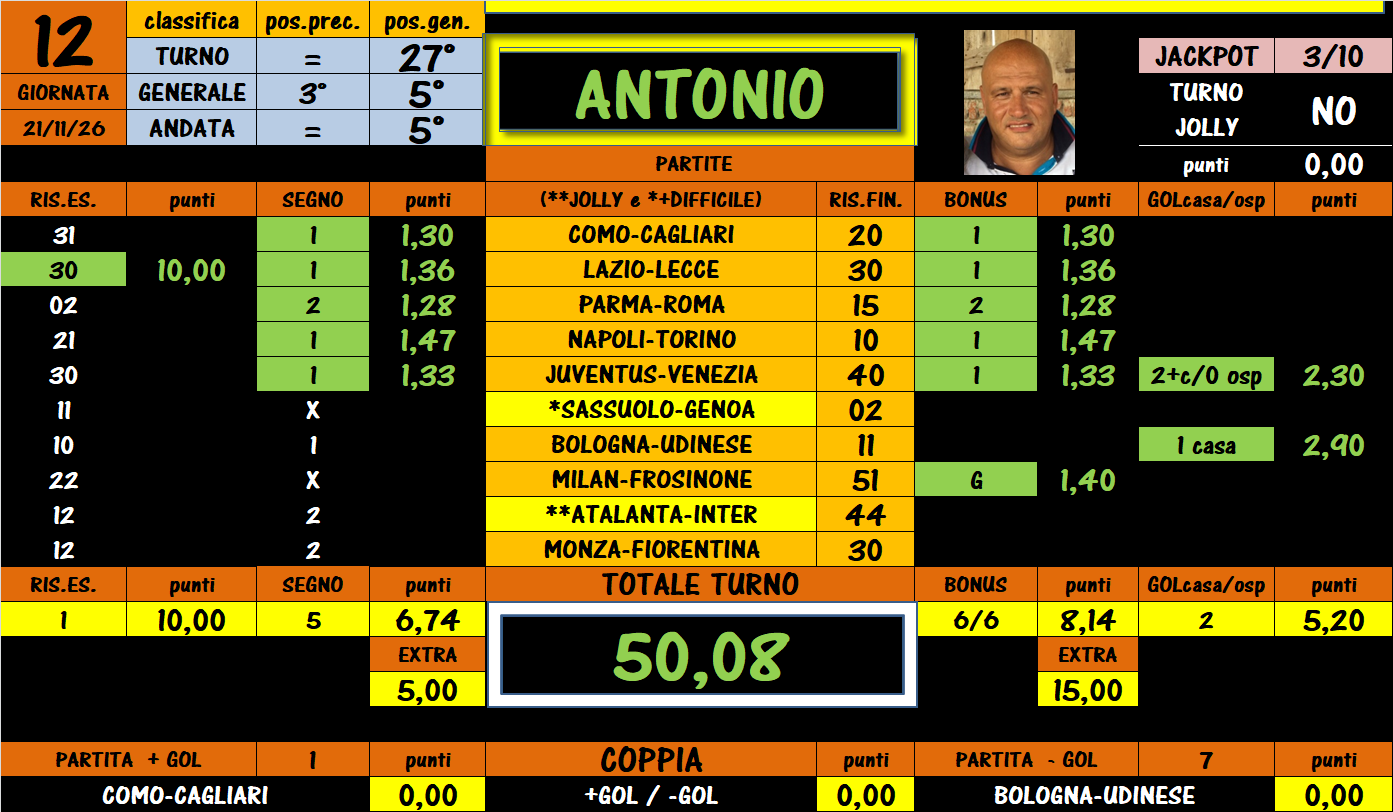 12 classifica pos.prec. pos.gen.
TURNO = 27°
ANTONIO
JACKPOT 3/10
GIORNATA GENERALE 3° 5°
TURNO JOLLY NO
21/11/26 ANDATA = 5°
PARTITE
punti 0,00
RIS.ES. punti SEGNO punti (**JOLLY e *+DIFFICILE) RIS.FIN. BONUS punti GOLcasa/osp punti
31 1 1,30 COMO-CAGLIARI 20 1 1,30
30 10,00 1 1,36 LAZIO-LECCE 30 1 1,36
02 2 1,28 PARMA-ROMA 15 2 1,28
21 1 1,47 NAPOLI-TORINO 10 1 1,47
30 1 1,33 JUVENTUS-VENEZIA 40 1 1,33 2+c/0 osp 2,30
11 X *SASSUOLO-GENOA 02
10 1 BOLOGNA-UDINESE 11 1 casa 2,90
22 X MILAN-FROSINONE 51 G 1,40
12 2 **ATALANTA-INTER 44
12 2 MONZA-FIORENTINA 30
RIS.ES. punti SEGNO punti TOTALE TURNO BONUS punti GOLcasa/osp punti
1 10,00 5 6,74 50,08 6/6 8,14 2 5,20
EXTRA EXTRA
5,00 15,00
PARTITA + GOL 1 punti COPPIA punti PARTITA - GOL 7 punti
COMO-CAGLIARI 0,00 +GOL / -GOL 0,00 BOLOGNA-UDINESE 0,00